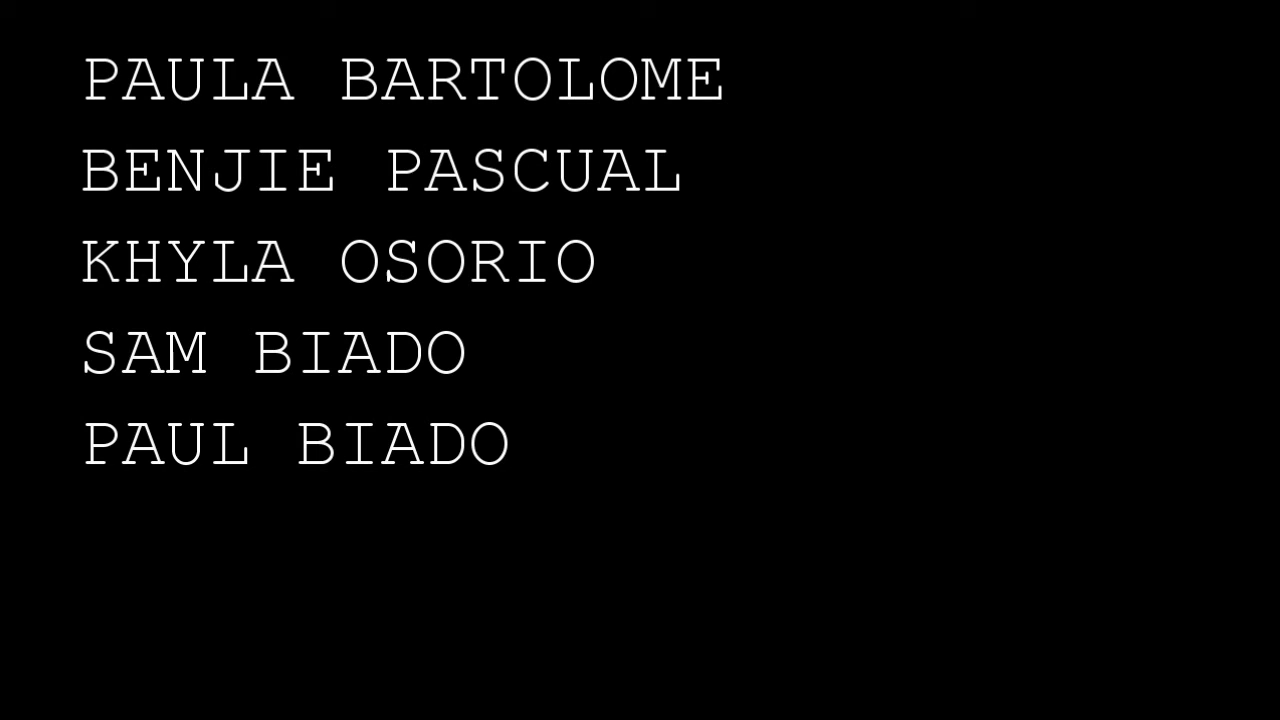 PAULA BARTOLOME
BENJIE PASCUAL
KHYLA OSORIO
SAM BIADO
PAUL BIADO